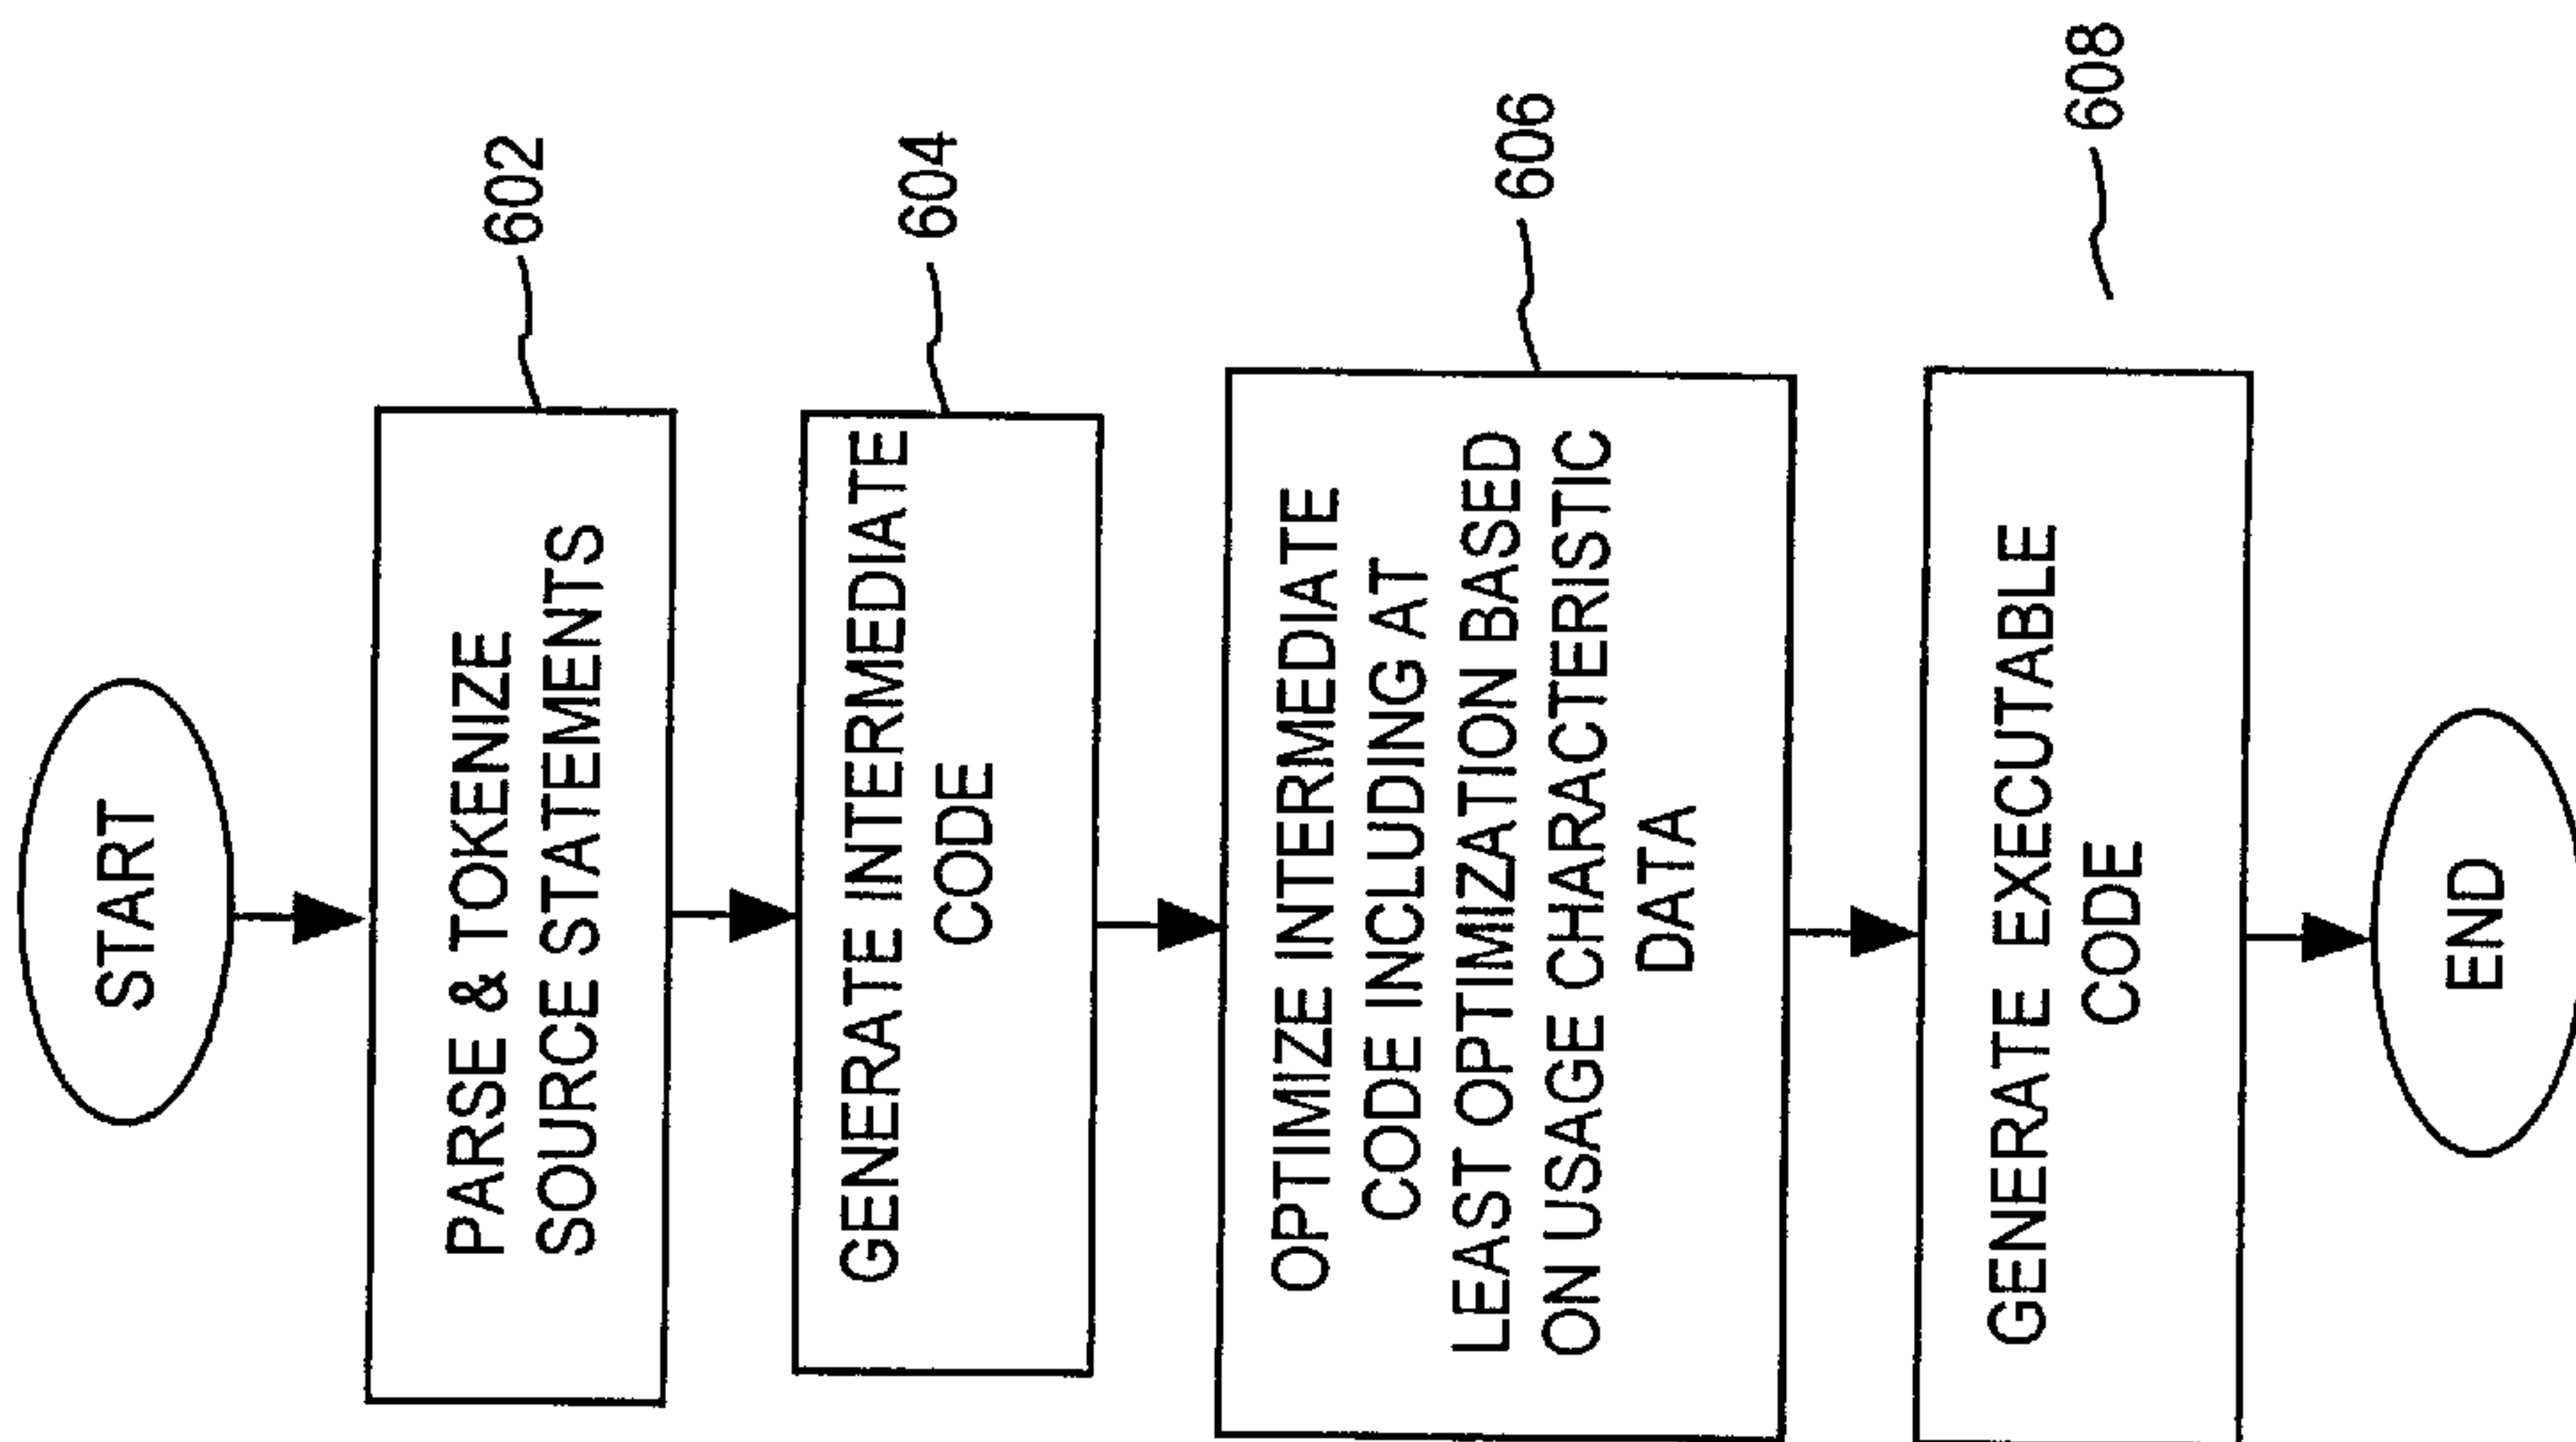 START
PARSE & TOKENIZE
SOURCE STATEMENTS
602
GENERATE INTERMEDIATE
CODE
604
OPTIMIZE INTERMEDIATE
CODE INCLUDING AT
LEAST OPTIMIZATION BASED
ON USAGE CHARACTERISTIC
DATA
606
GENERATE EXECUTABLE
CODE
608
END